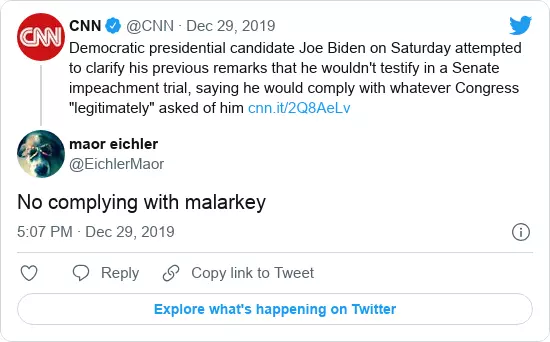 CNN @CNN · Dec 29, 2019
Democratic presidential candidate Joe Biden on Saturday attempted
to clarify his previous remarks that he wouldn't testify in a Senate
impeachment trial, saying he would comply with whatever Congress
"legitimately" asked of him cnn.it/2Q8AeLv
maor eichler
@EichlerMaor
No complying with malarkey
5:07 PM · Dec 29, 2019
Reply Copy link to Tweet
Explore what's happening on Twitter